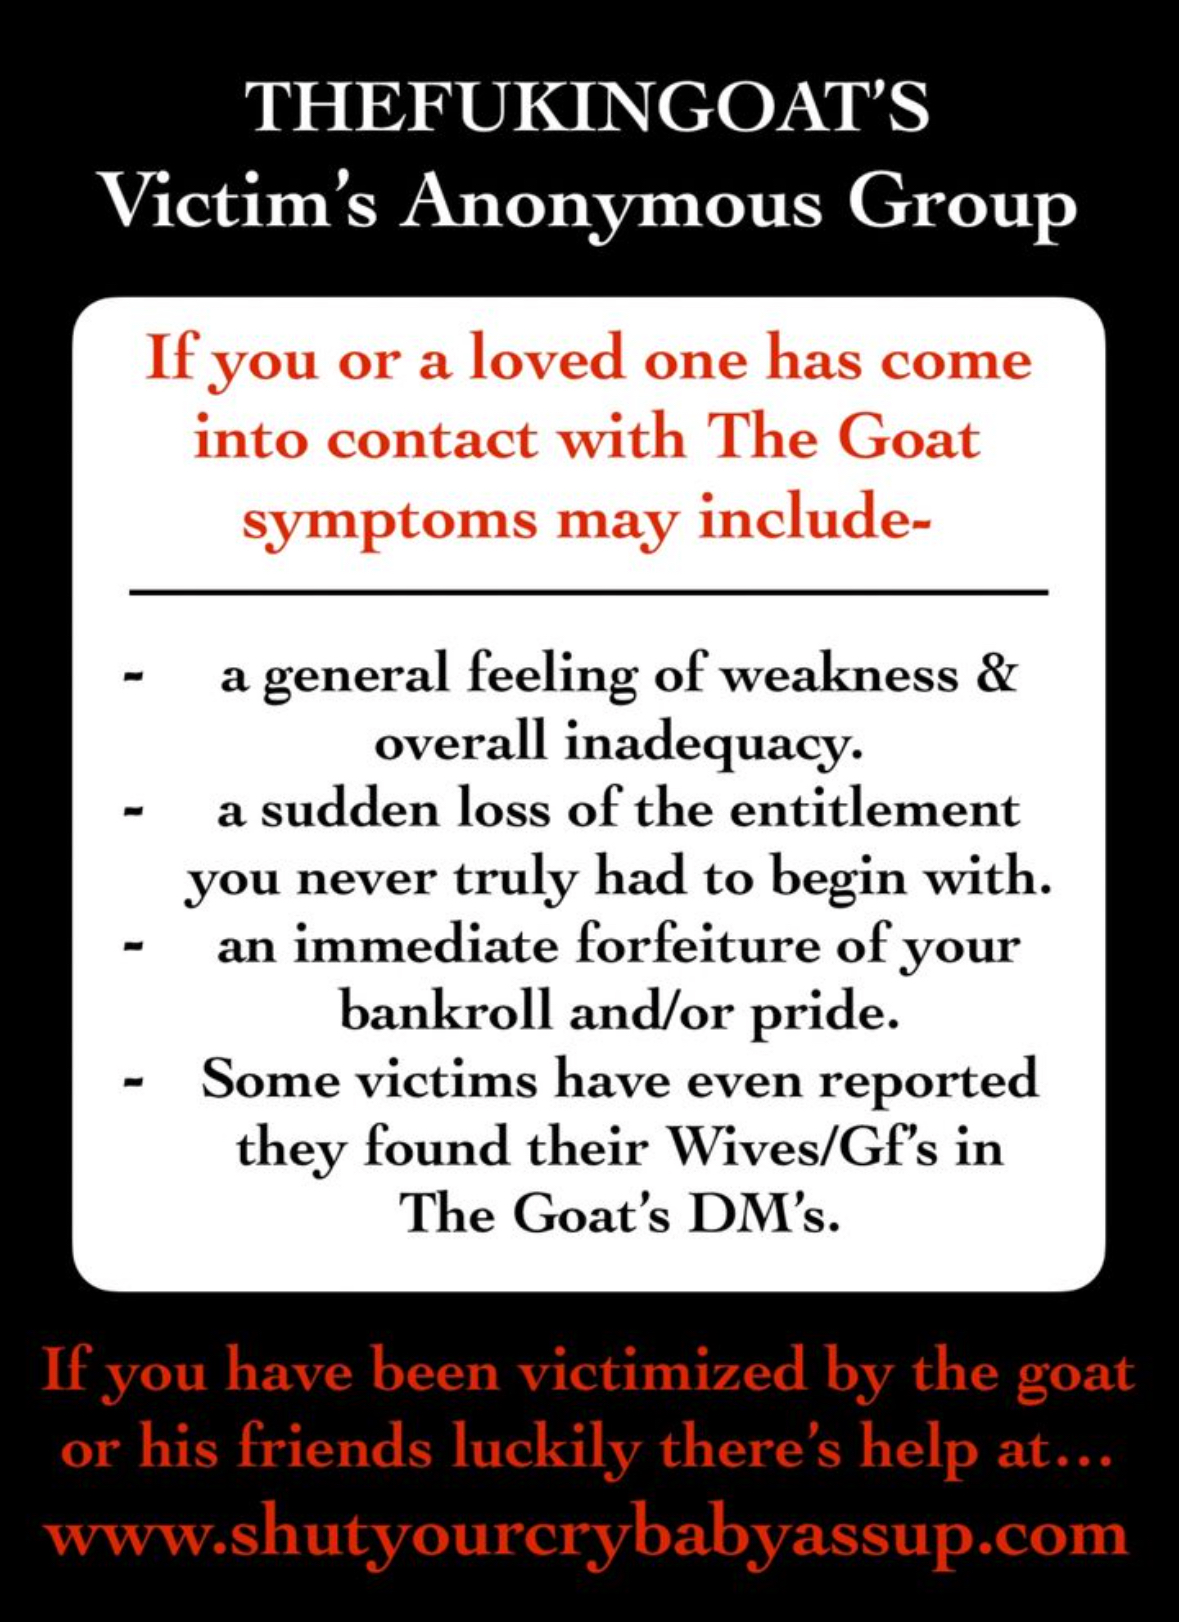 THEFUKINGOAT'S
Victim's Anonymous Group
If you or a loved one has come
into contact with The Goat
symptoms may include-
- a general feeling of weakness &
overall inadequacy.
- a sudden loss of the entitlement
you never truly had to begin with.
- an immediate forfeiture of your
bankroll and/or pride.
- Some victims have even reported
they found their Wives/Gf's in
The Goat's DM's.
If you have been victimized by the goat
or his friends luckily there's help at...
www.shutyourcrybabyassup.com